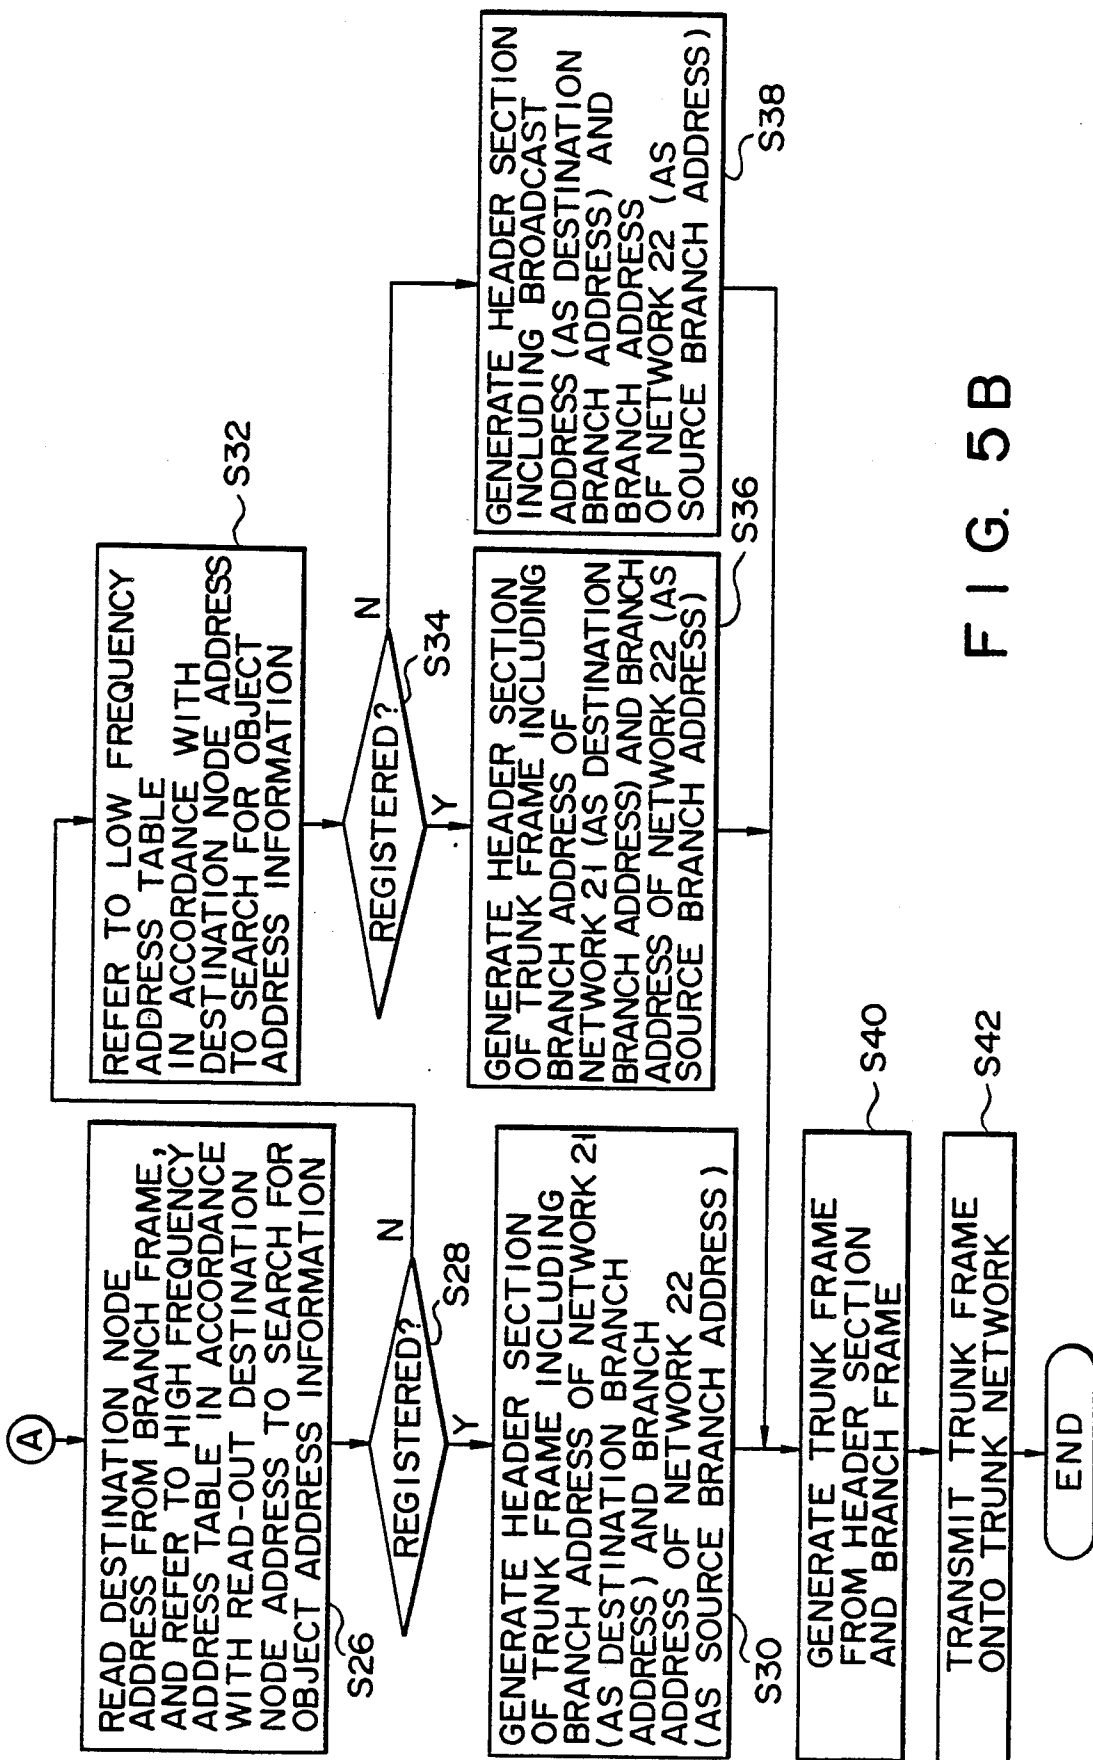 A
READ DESTINATION NODE
ADDRESS FROM BRANCH FRAME,
AND REFER TO HIGH FREQUENCY
ADDRESS TABLE IN ACCORDANCE
WITH READ-OUT DESTINATION
NODE ADDRESS TO SEARCH FOR
OBJECT ADDRESS INFORMATION
S26
REGISTERED?
N
S28
Y
GENERATE HEADER SECTION
OF TRUNK FRAME INCLUDING
BRANCH ADDRESS OF NETWORK 21
(AS DESTINATION BRANCH
ADDRESS) AND BRANCH
ADDRESS OF NETWORK 22
(AS SOURCE BRANCH ADDRESS)
S30
REFER TO LOW FREQUENCY
ADDRESS TABLE
IN ACCORDANCE WITH
DESTINATION NODE ADDRESS
TO SEARCH FOR OBJECT
ADDRESS INFORMATION
S32
REGISTERED?
N
S34
Y
GENERATE HEADER SECTION
OF TRUNK FRAME INCLUDING
BRANCH ADDRESS OF
NETWORK 21 (AS DESTINATION
BRANCH ADDRESS) AND BRANCH
ADDRESS OF NETWORK 22 (AS
SOURCE BRANCH ADDRESS)
S36
GENERATE HEADER SECTION
INCLUDING BROADCAST
ADDRESS (AS DESTINATION
BRANCH ADDRESS) AND
BRANCH ADDRESS
OF NETWORK 22 (AS
SOURCE BRANCH ADDRESS)
S38
GENERATE TRUNK FRAME
FROM HEADER SECTION
AND BRANCH FRAME
S40
TRANSMIT TRUNK FRAME
ONTO TRUNK NETWORK
S42
END
FIG. 5B